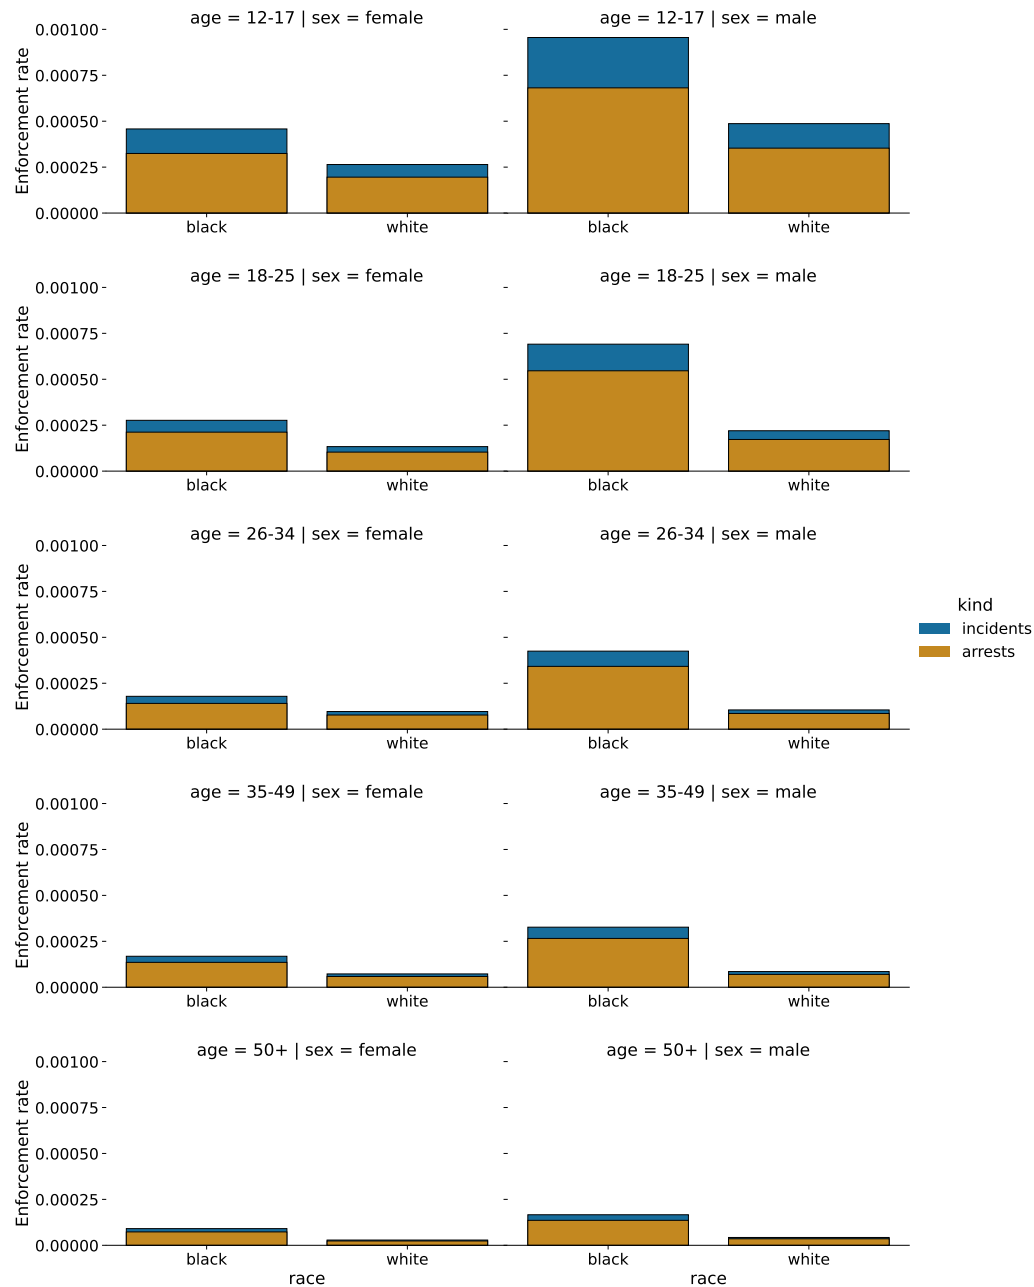 age = 12-17 | sex = female
age = 12-17 | sex = male
Enforcement rate
0.00100
0.00075
0.00050
0.00025
0.00000
black
white
black
white
age = 18-25 | sex = female
age = 18-25 | sex = male
Enforcement rate
0.00100
0.00075
0.00050
0.00025
0.00000
black
white
black
white
age = 26-34 | sex = female
age = 26-34 | sex = male
Enforcement rate
0.00100
0.00075
0.00050
0.00025
0.00000
black
white
black
white
kind
incidents
arrests
age = 35-49 | sex = female
age = 35-49 | sex = male
Enforcement rate
0.00100
0.00075
0.00050
0.00025
0.00000
black
white
black
white
age = 50+ | sex = female
age = 50+ | sex = male
Enforcement rate
0.00100
0.00075
0.00050
0.00025
0.00000
black
white
black
white
race
race